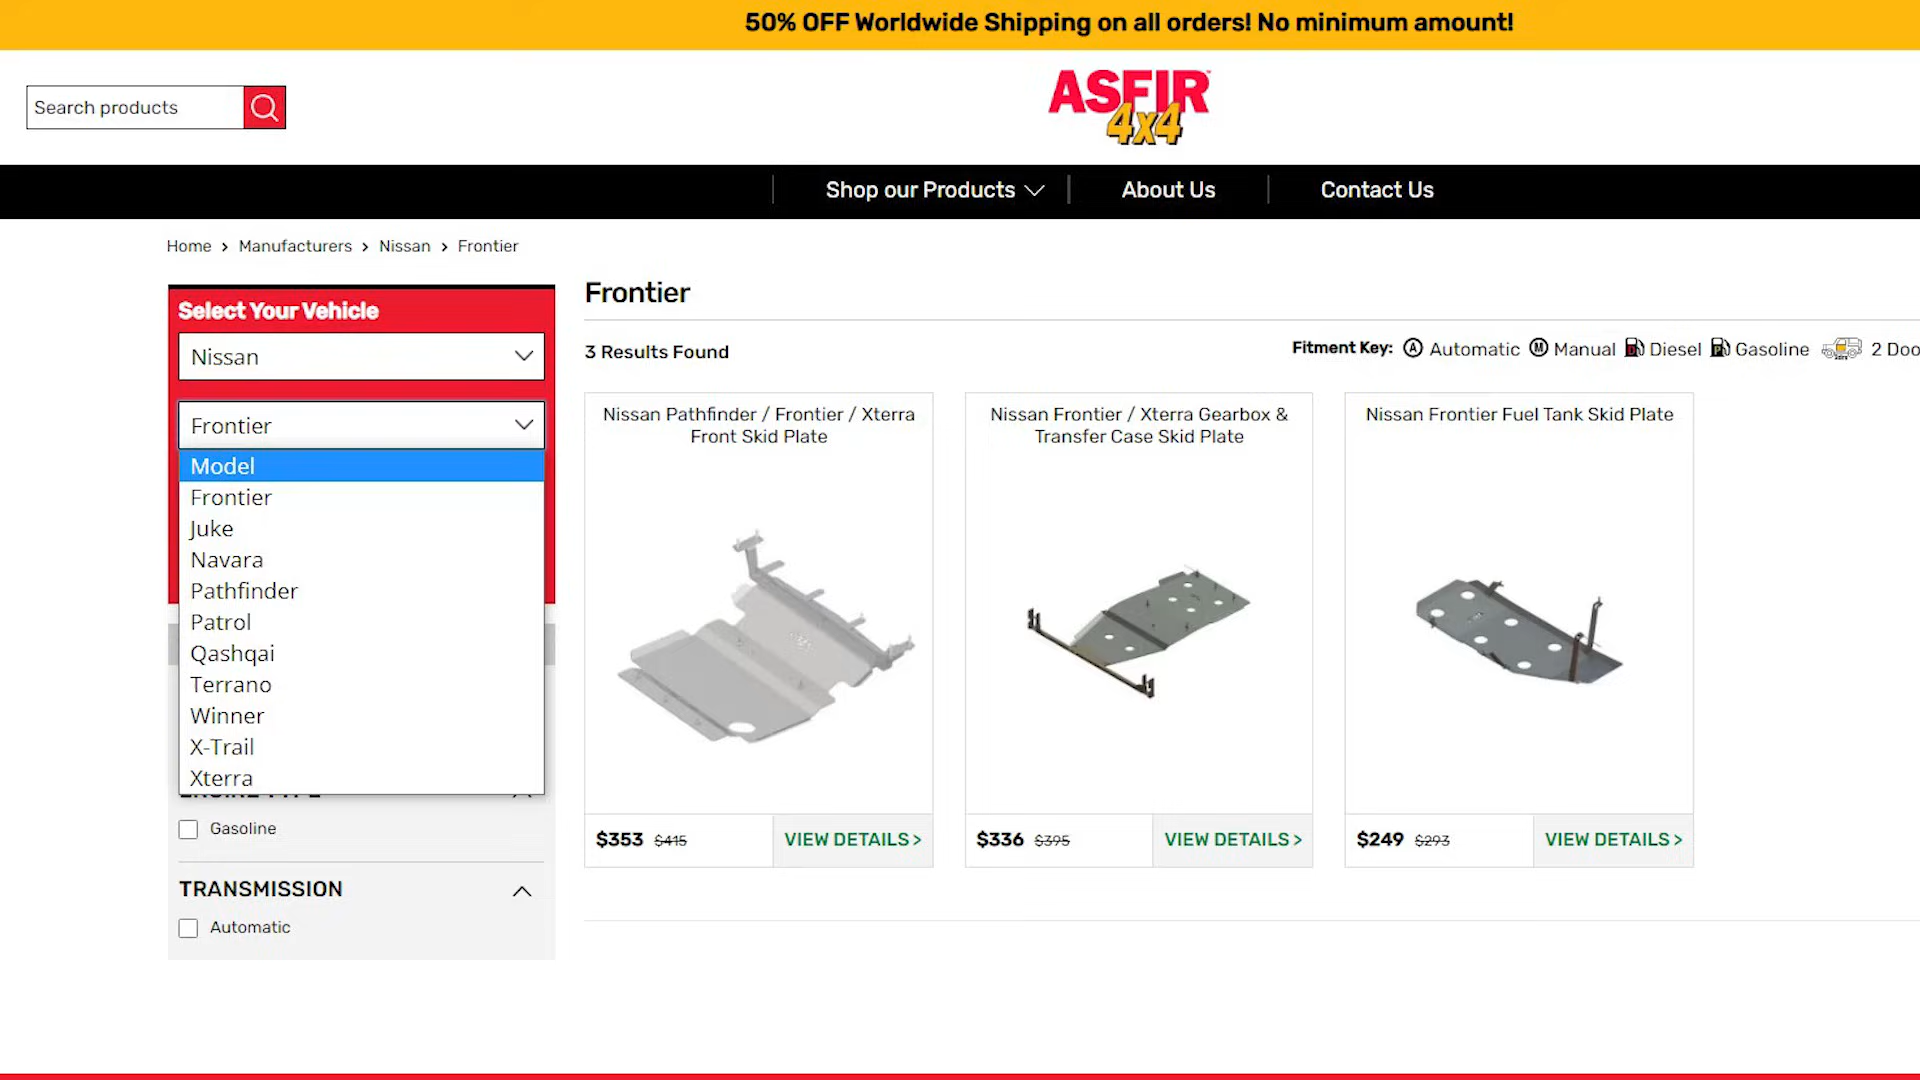 50% OFF Worldwide Shipping on all orders! No minimum amount!
Search products
ASFIR
4x4
Shop our Products
About Us
Contact Us
Home > Manufacturers > Nissan > Frontier
Select Your Vehicle
Nissan
Frontier
Model
Frontier
Juke
Navara
Pathfinder
Patrol
Qashqai
Terrano
Winner
X-Trail
Xterra
Gasoline
TRANSMISSION
Automatic
Frontier
3 Results Found
Fitment Key: A Automatic M Manual D Diesel P Gasoline 2 Doo
Nissan Pathfinder / Frontier / Xterra
Front Skid Plate
$353 $415 VIEW DETAILS >
Nissan Frontier / Xterra Gearbox &
Transfer Case Skid Plate
$336 $395 VIEW DETAILS >
Nissan Frontier Fuel Tank Skid Plate
$249 $293 VIEW DETAILS >